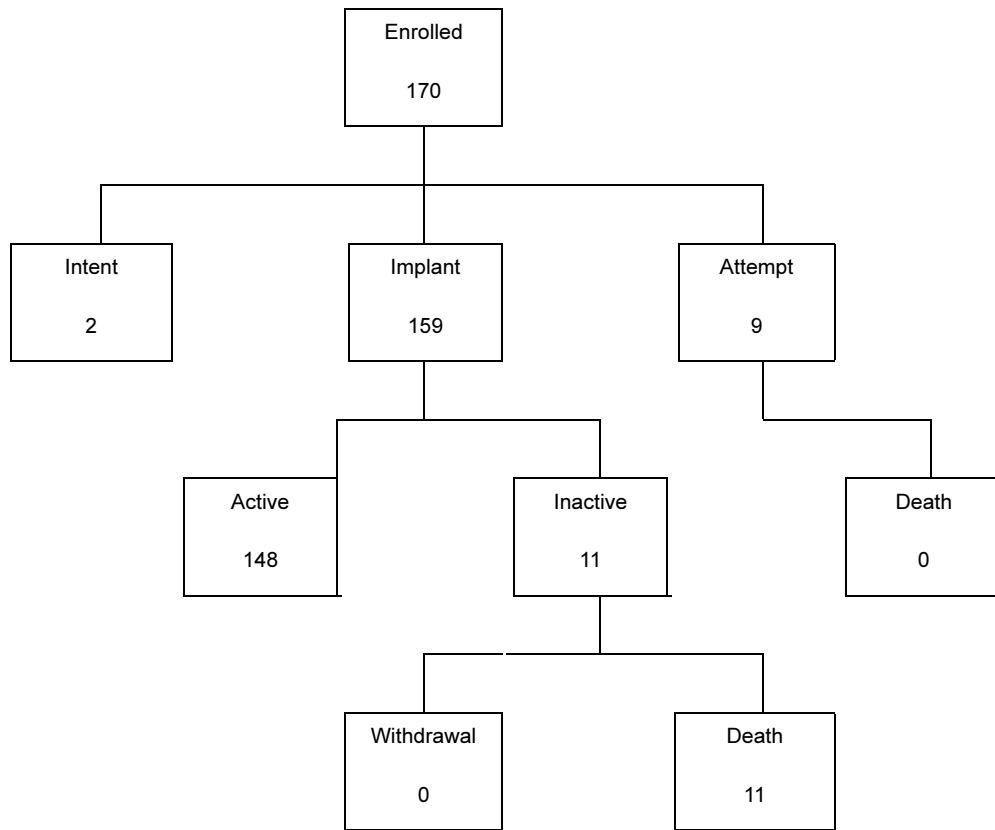 Enrolled
170
Intent
2
Implant
159
Attempt
9
Active
148
Inactive
11
Death
0
Withdrawal
0
Death
11